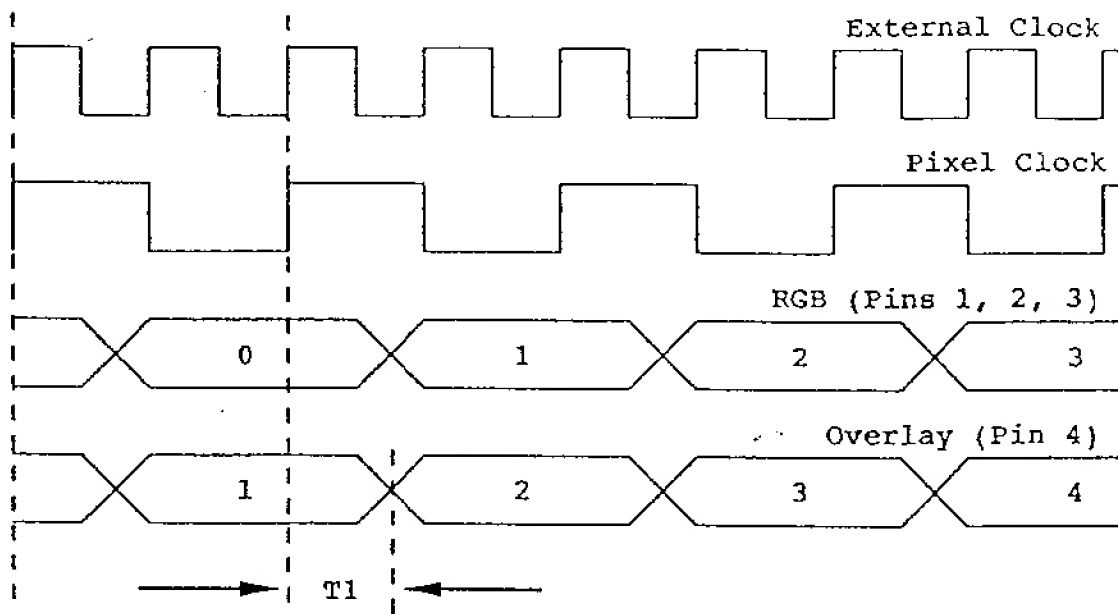 External Clock
Pixel Clock
RGB (Pins 1, 2, 3)
0 1 2 3
Overlay (Pin 4)
1 2 3 4
T1